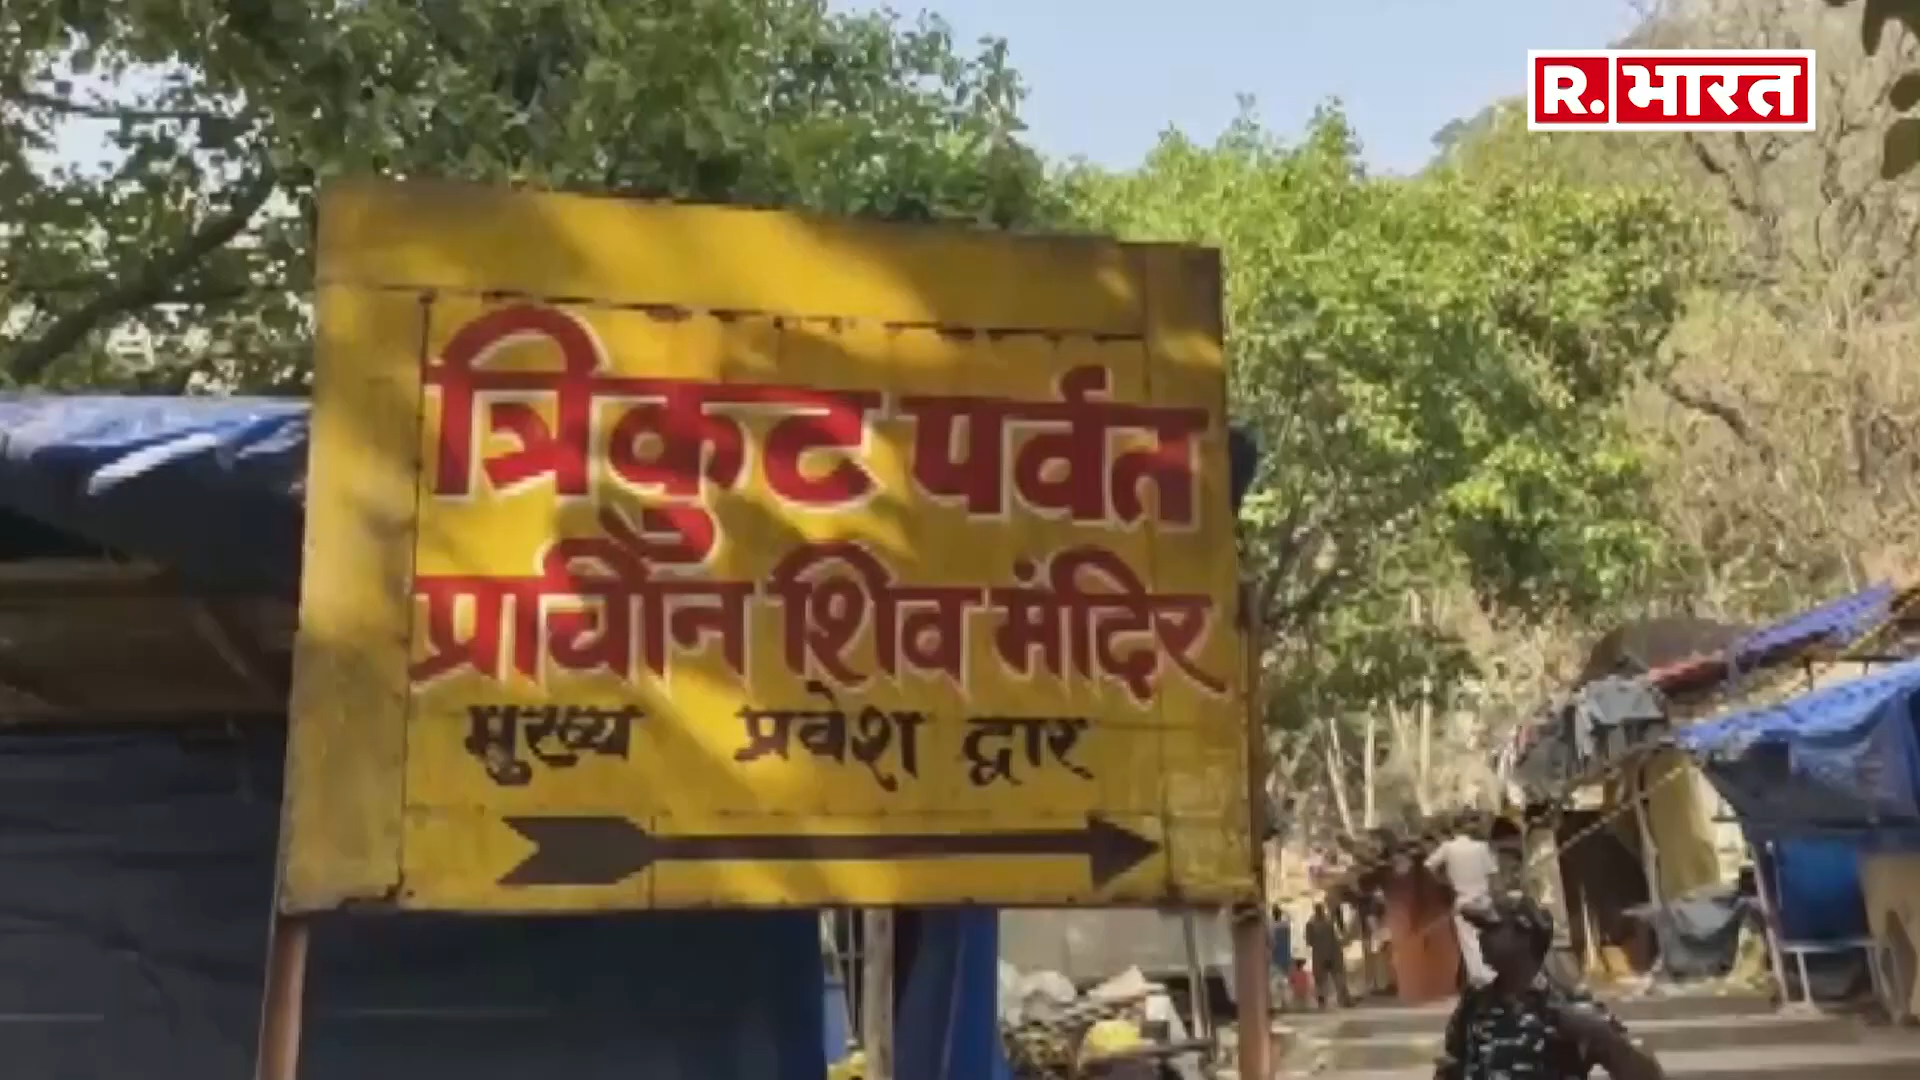 R.भारत
त्रिकुट पर्वत
प्राचीन शिव मंदिर
मुख्य प्रवेश द्वार